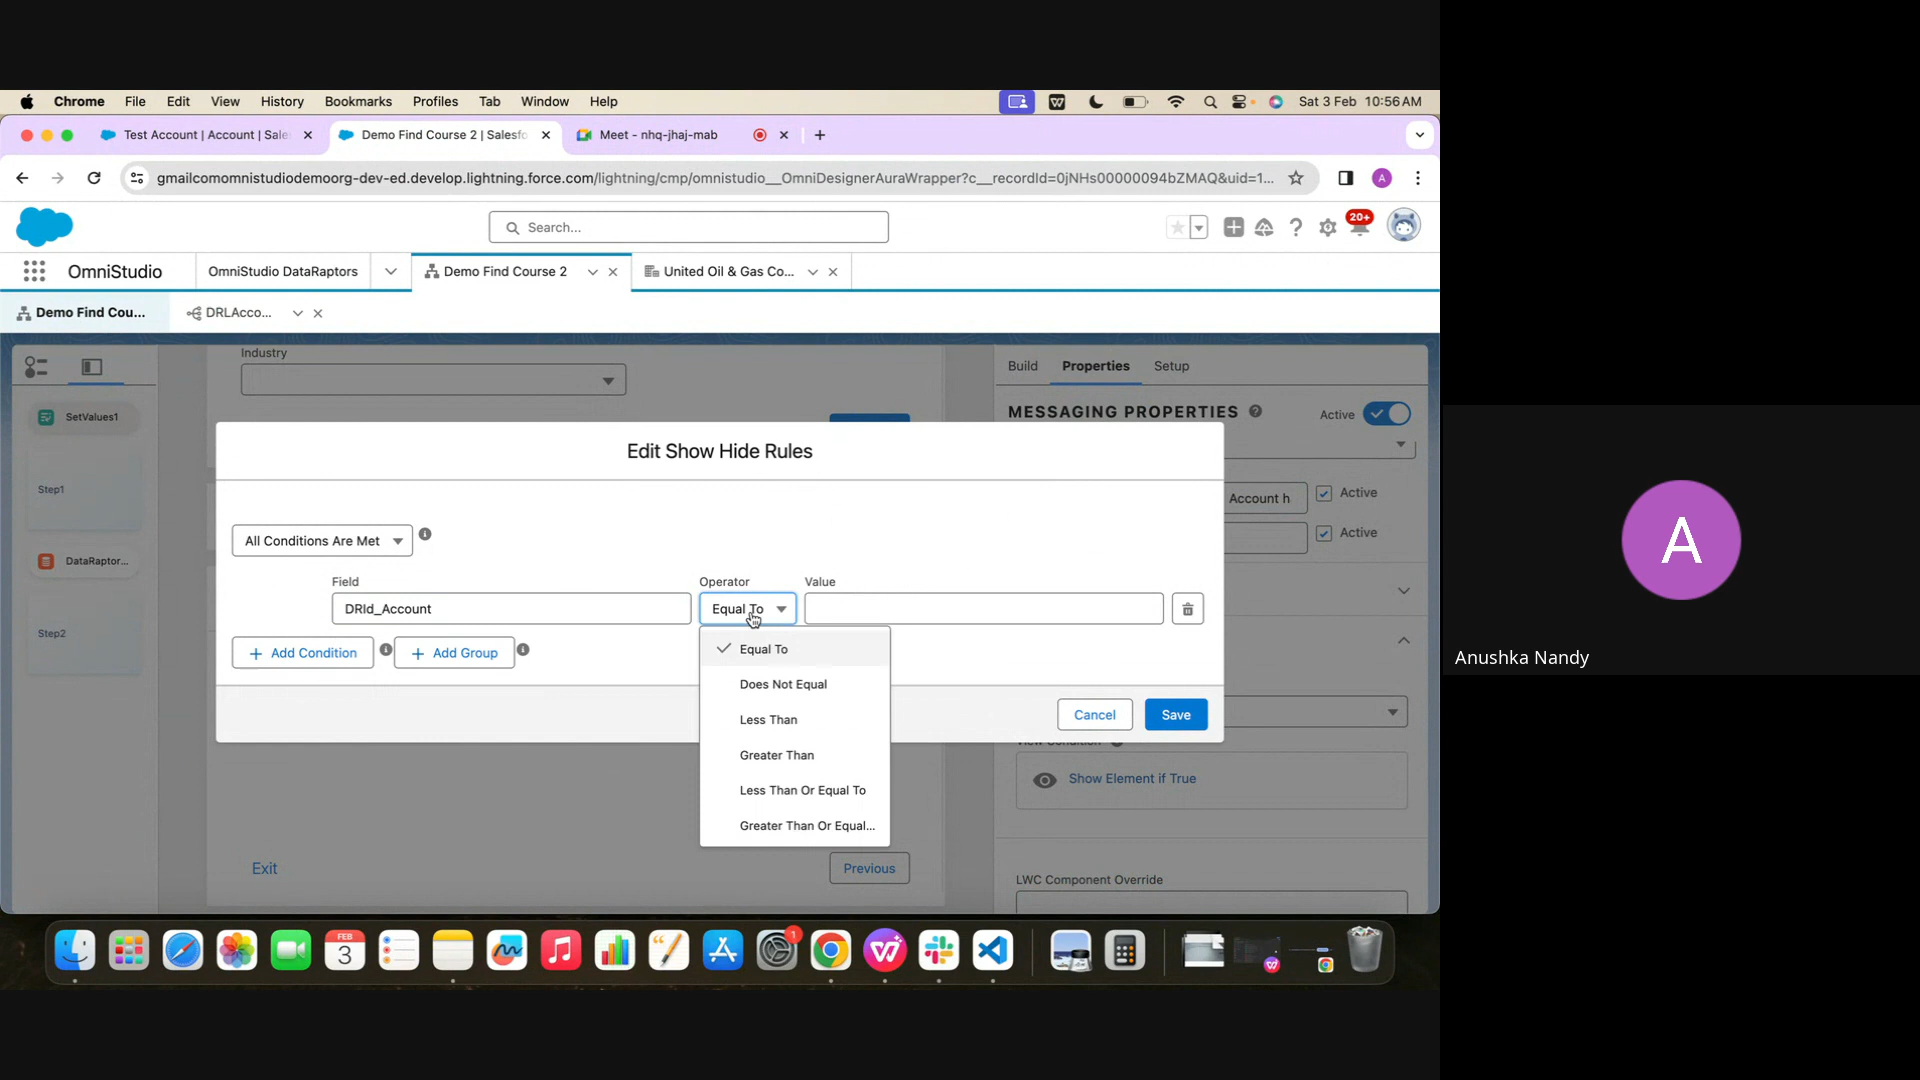 Chrome File Edit View History Bookmarks Profiles Tab Window Help
Sat 3 Feb 10:56 AM
Test Account | Account | Sale
Demo Find Course 2 | Salesfo
Meet - nhq-jhaj-mab
gmailcomomnistudiodemoorg-dev-ed.develop.lightning.force.com/lightning/cmp/omnistudio__OmniDesignerAuraWrapper?c__recordId=0jNHs00000094bZMAQ&uid=1...
A
Search...
20+
OmniStudio
OmniStudio DataRaptors
Demo Find Course 2
United Oil & Gas Co...
Demo Find Cou...
DRLAcco...
Industry
Build Properties Setup
SetValues1
MESSAGING PROPERTIES
Active
Edit Show Hide Rules
Step1
Account h
Active
Active
All Conditions Are Met
DataRaptor...
Field
Operator
Value
DRId_Account
Equal To
Step2
Add Condition
Add Group
Equal To
Does Not Equal
Less Than
Greater Than
Less Than Or Equal To
Greater Than Or Equal...
Cancel
Save
View Condition
Show Element if True
Exit
Previous
LWC Component Override
FEB
3
1
A
Anushka Nandy